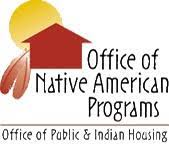 Office of
Native American
Programs
Office of Public & Indian Housing